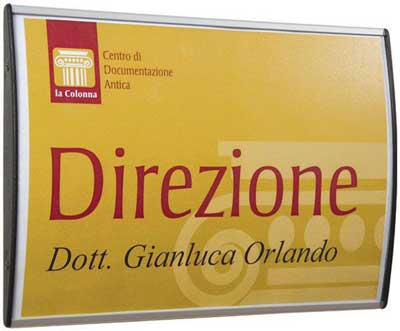 la Colonna
Centro di
Documentazione
Antica
Direzione
Dott. Gianluca Orlando